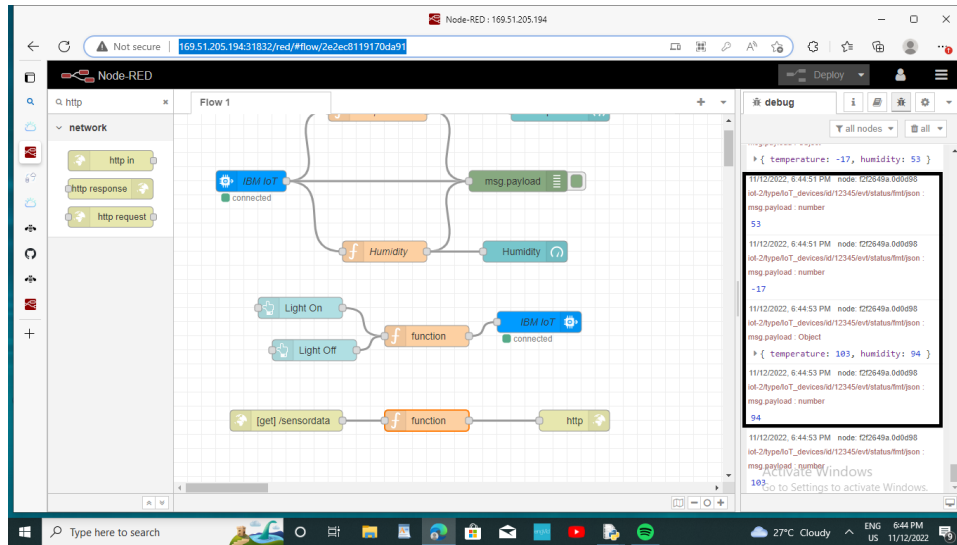 Node-RED : 169.51.205.194
Not secure | 169.51.205.194:31832/red/#flow/2e2ec8119170da91
Node-RED
Deploy
http
Flow 1
debug
all nodes
all
network
http in
http response
http request
IBM IoT
connected
msg.payload
Humidity
Humidity
Light On
Light Off
function
IBM IoT
connected
[get] /sensordata
function
http
{ temperature: -17, humidity: 53 }
11/12/2022, 6:44:51 PM node: f2f2649a.0d0d98
iot-2/type/IoT_devices/id/12345/evt/status/fmt/json :
msg.payload : number
53
11/12/2022, 6:44:51 PM node: f2f2649a.0d0d98
iot-2/type/IoT_devices/id/12345/evt/status/fmt/json :
msg.payload : number
-17
11/12/2022, 6:44:53 PM node: f2f2649a.0d0d98
iot-2/type/IoT_devices/id/12345/evt/status/fmt/json :
msg.payload : Object
{ temperature: 103, humidity: 94 }
11/12/2022, 6:44:53 PM node: f2f2649a.0d0d98
iot-2/type/IoT_devices/id/12345/evt/status/fmt/json :
msg.payload : number
94
11/12/2022, 6:44:53 PM node: f2f2649a.0d0d98
iot-2/type/IoT_devices/id/12345/evt/status/fmt/json :
msg.payload : number
103
Activate Windows
Go to Settings to activate Windows.
Type here to search
27°C Cloudy
ENG
US
6:44 PM
11/12/2022